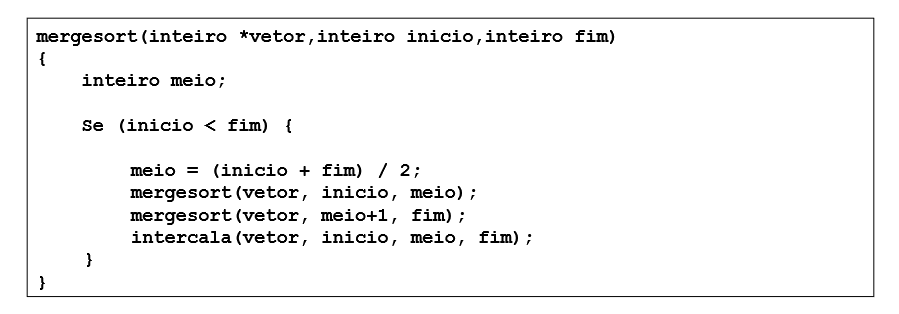 mergesort(inteiro *vetor,inteiro inicio,inteiro fim)
{
inteiro meio;
Se (inicio < fim) {
meio = (inicio + fim) / 2;
mergesort(vetor, inicio, meio);
mergesort(vetor, meio+1, fim);
intercala(vetor, inicio, meio, fim);
}
}